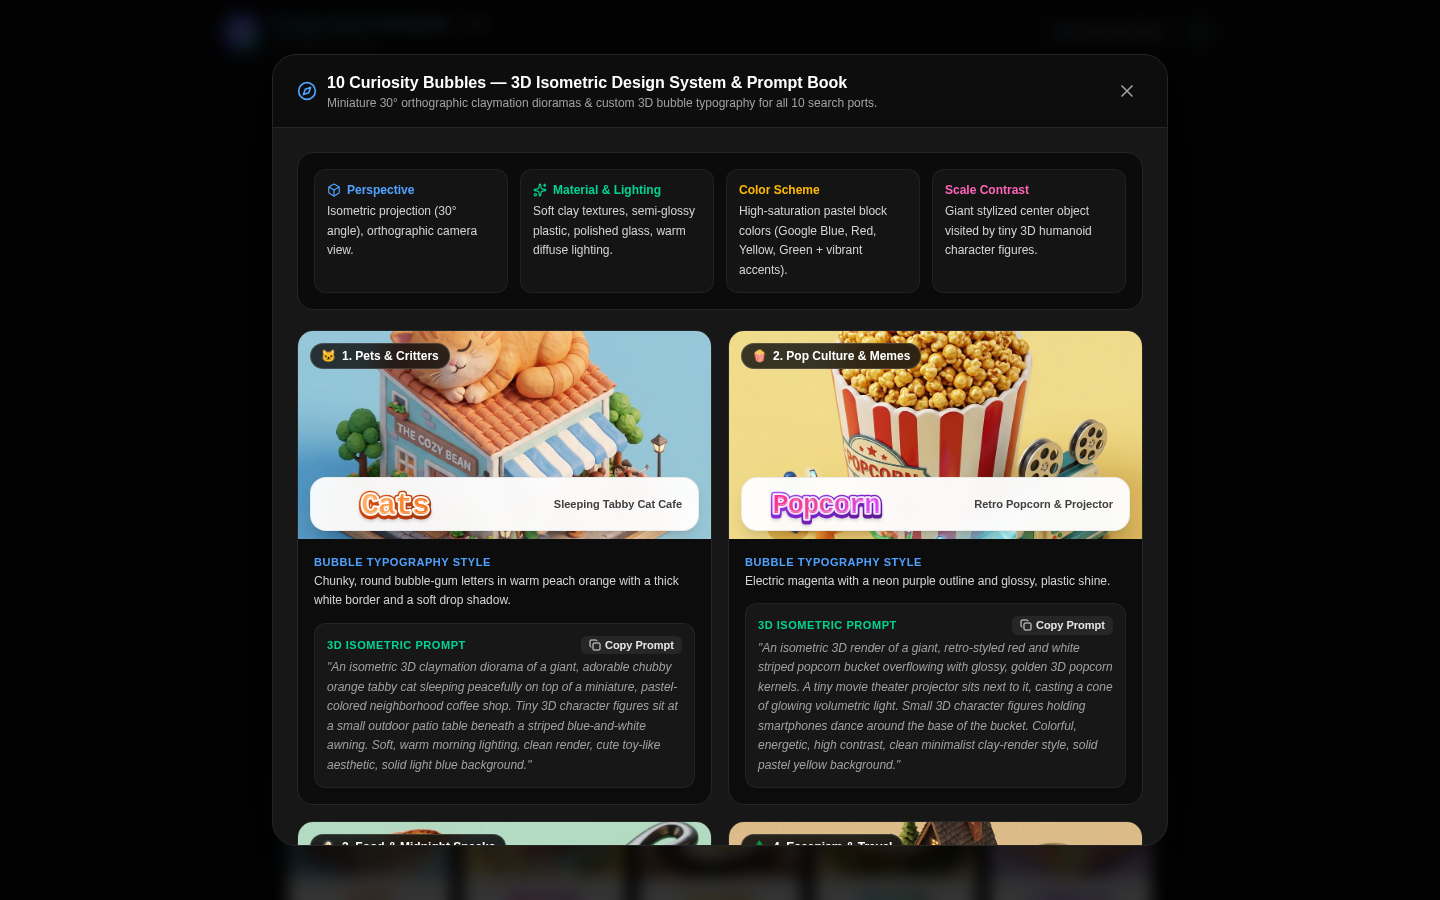 10 Curiosity Bubbles — 3D Isometric Design System & Prompt Book
Miniature 30° orthographic claymation dioramas & custom 3D bubble typography for all 10 search ports.
Perspective
Isometric projection (30°
angle), orthographic camera
view.
Material & Lighting
Soft clay textures, semi-glossy
plastic, polished glass, warm
diffuse lighting.
Color Scheme
High-saturation pastel block
colors (Google Blue, Red,
Yellow, Green + vibrant
accents).
Scale Contrast
Giant stylized center object
visited by tiny 3D humanoid
character figures.
1. Pets & Critters
THE COZY BEAN
Cats
Sleeping Tabby Cat Cafe
BUBBLE TYPOGRAPHY STYLE
Chunky, round bubble-gum letters in warm peach orange with a thick
white border and a soft drop shadow.
3D ISOMETRIC PROMPT
Copy Prompt
"An isometric 3D claymation diorama of a giant, adorable chubby
orange tabby cat sleeping peacefully on top of a miniature, pastel-
colored neighborhood coffee shop. Tiny 3D character figures sit at
a small outdoor patio table beneath a striped blue-and-white
awning. Soft, warm morning lighting, clean render, cute toy-like
aesthetic, solid light blue background."
2. Pop Culture & Memes
POPCORN
Popcorn
Retro Popcorn & Projector
BUBBLE TYPOGRAPHY STYLE
Electric magenta with a neon purple outline and glossy, plastic shine.
3D ISOMETRIC PROMPT
Copy Prompt
"An isometric 3D render of a giant, retro-styled red and white
striped popcorn bucket overflowing with glossy, golden 3D popcorn
kernels. A tiny movie theater projector sits next to it, casting a cone
of glowing volumetric light. Small 3D character figures holding
smartphones dance around the base of the bucket. Colorful,
energetic, high contrast, clean minimalist clay-render style, solid
pastel yellow background."
3. Food & Midnight Snacks
4. Escapism & Travel